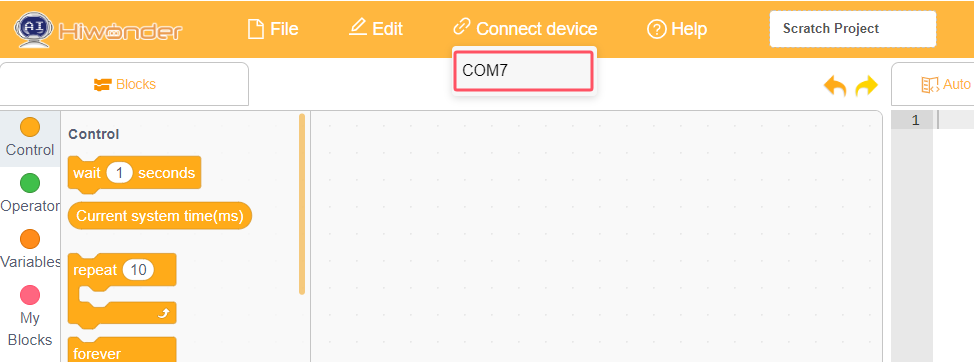 AI Hiwonder File Edit Connect device Help Scratch Project
COM7
Blocks
Auto
Control
Operator
Variables
My
Blocks
Control
wait 1 seconds
Current system time(ms)
repeat 10
forever
1